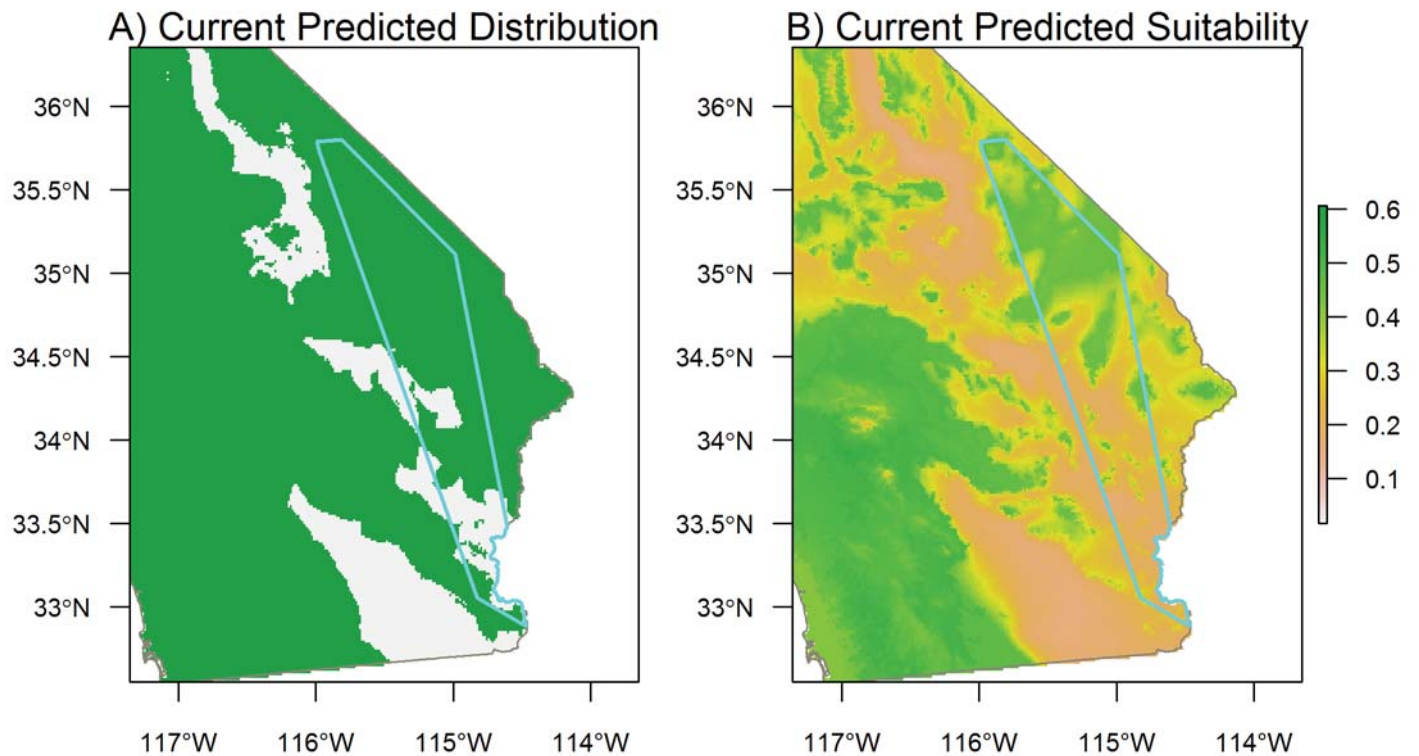 A) Current Predicted Distribution
36°N
35.5°N
35°N
34.5°N
34°N
33.5°N
33°N
117°W
116°W
115°W
114°W
B) Current Predicted Suitability
36°N
35.5°N
35°N
34.5°N
34°N
33.5°N
33°N
117°W
116°W
115°W
114°W
0.6
0.5
0.4
0.3
0.2
0.1